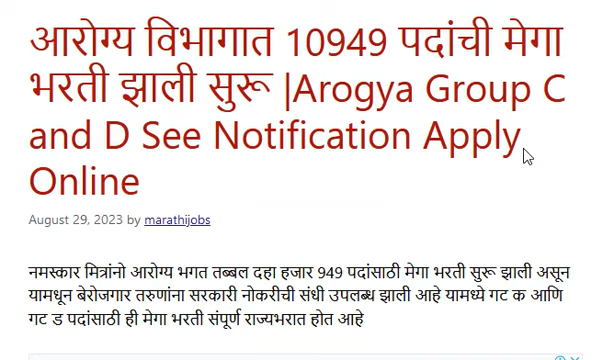 आरोग्य विभागात 10949 पदांची मेगा
भरती झाली सुरू |Arogya Group C
and D See Notification Apply
Online
August 29, 2023 by marathijobs
नमस्कार मित्रांनो आरोग्य भगत तब्बल दहा हजार 949 पदांसाठी मेगा भरती सुरू झाली असून
यामधून बेरोजगार तरुणांना सरकारी नोकरीची संधी उपलब्ध झाली आहे यामध्ये गट क आणि
गट ड पदांसाठी ही मेगा भरती संपूर्ण राज्यभरात होत आहे